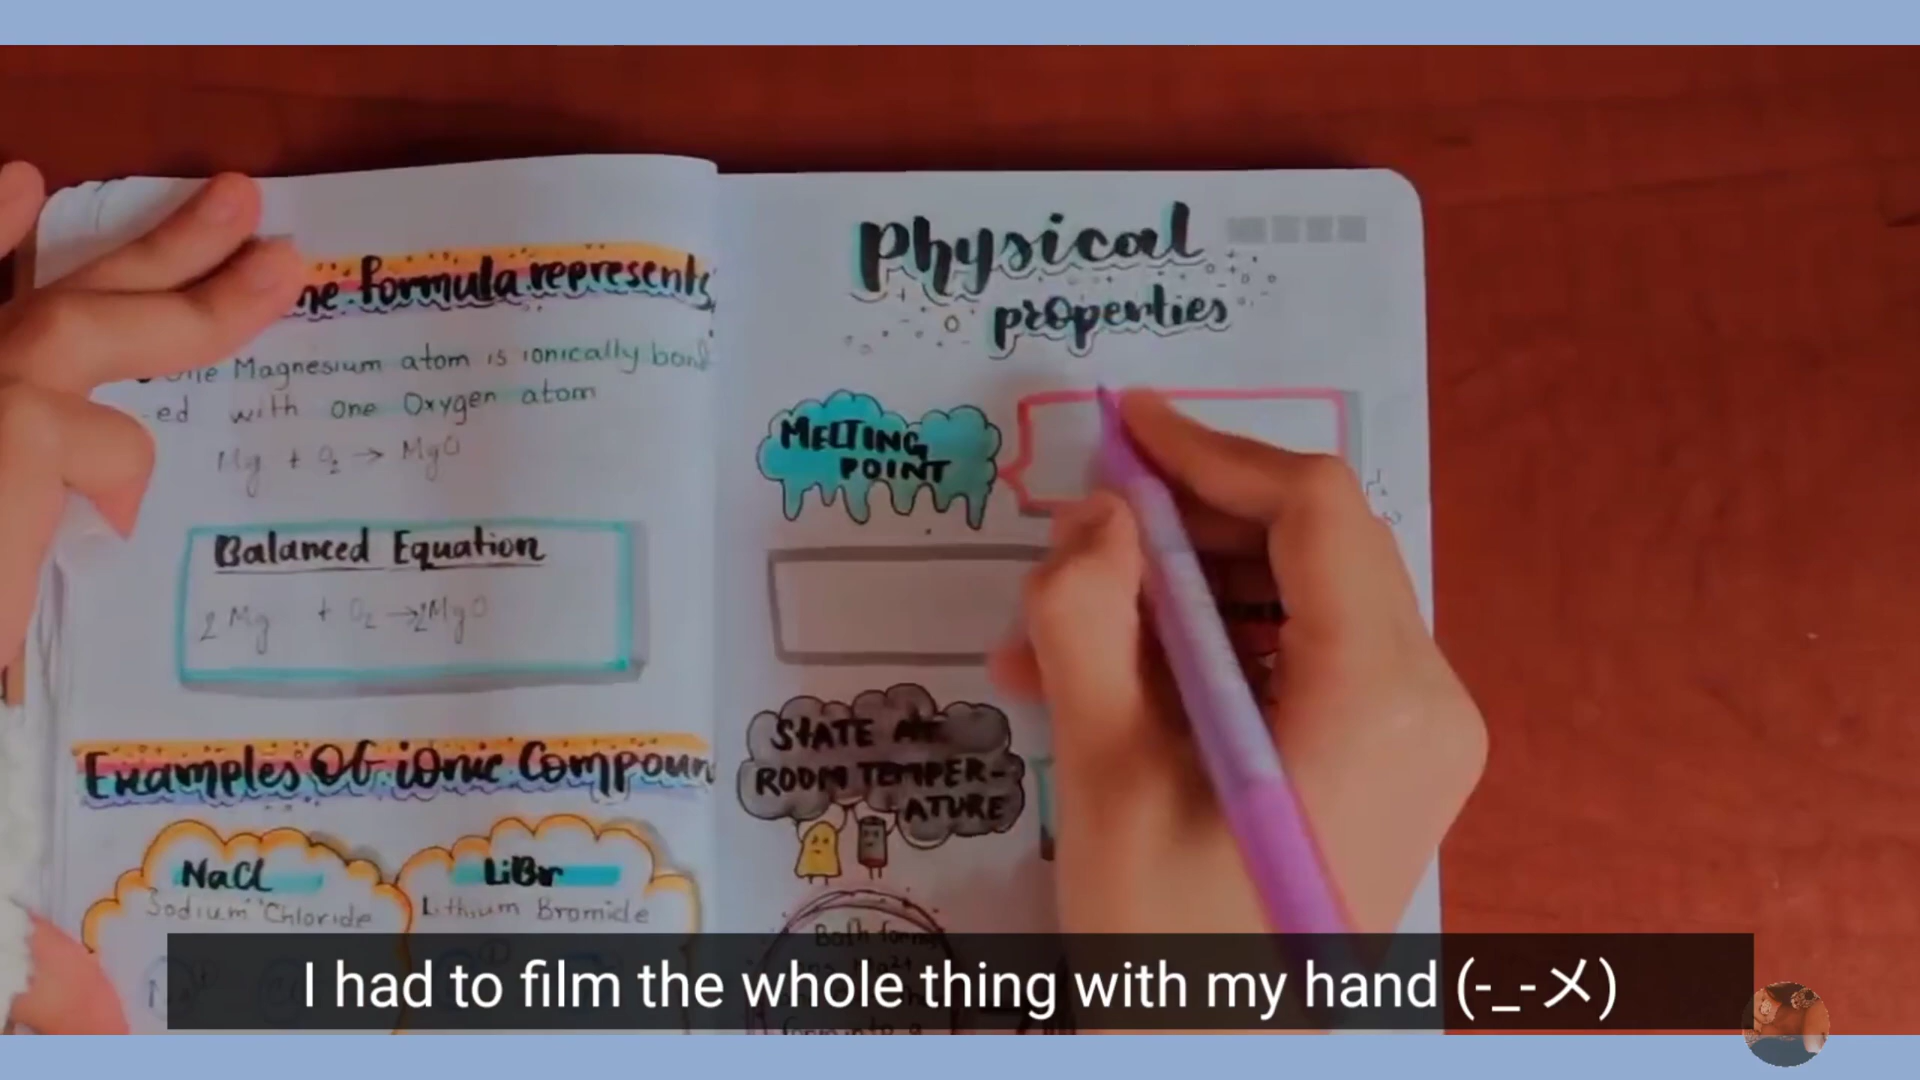 formula represents
Magnesium atom is ionically bond
-ed with one Oxygen atom
Mg + O₂ → MgO
Balanced Equation
2Mg + O₂ → 2MgO
Examples Of ionic Compoun
NaCl
Sodium Chloride
LiBr
Lithium Bromide
Physical
properties
MELTING
POINT
STATE AT
ROOM TEMPER-
ATURE
Both form
I had to film the whole thing with my hand (-_-メ)